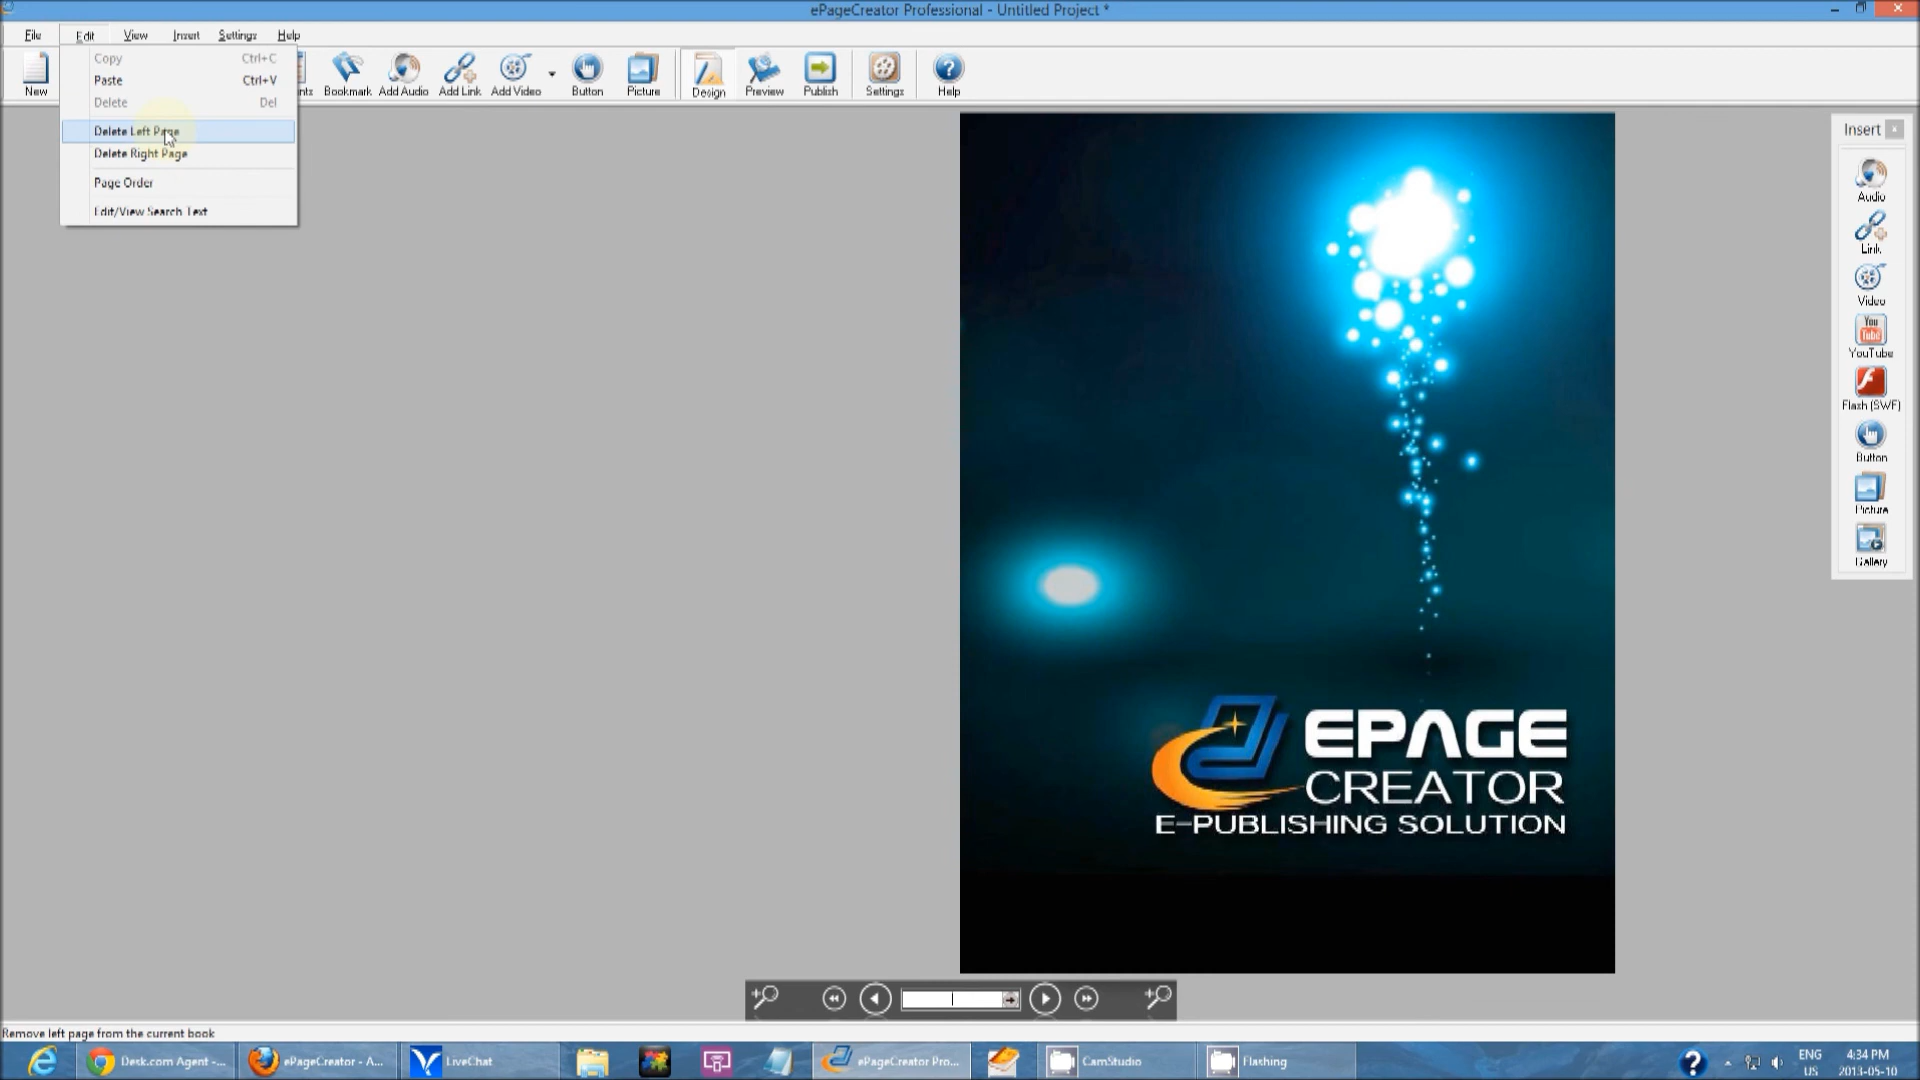 ePageCreator Professional - Untitled Project *
File Edit View Insert Settings Help
Copy Ctrl+C
Paste Ctrl+V
Delete Del
Delete Left Page
Delete Right Page
Page Order
Edit/View Search Text
New Bookmark Add Audio Add Link Add Video Button Picture Design Preview Publish Settings Help
Insert
Audio
Link
Video
You
Tube
YouTube
Flash (SWF)
Button
Picture
Gallery
EPAGE
CREATOR
E-PUBLISHING SOLUTION
Remove left page from the current book
Desk.com Agent -... ePageCreator - A... LiveChat ePageCreator Pro... CamStudio Flashing
ENG 4:34 PM
US 2013-05-10